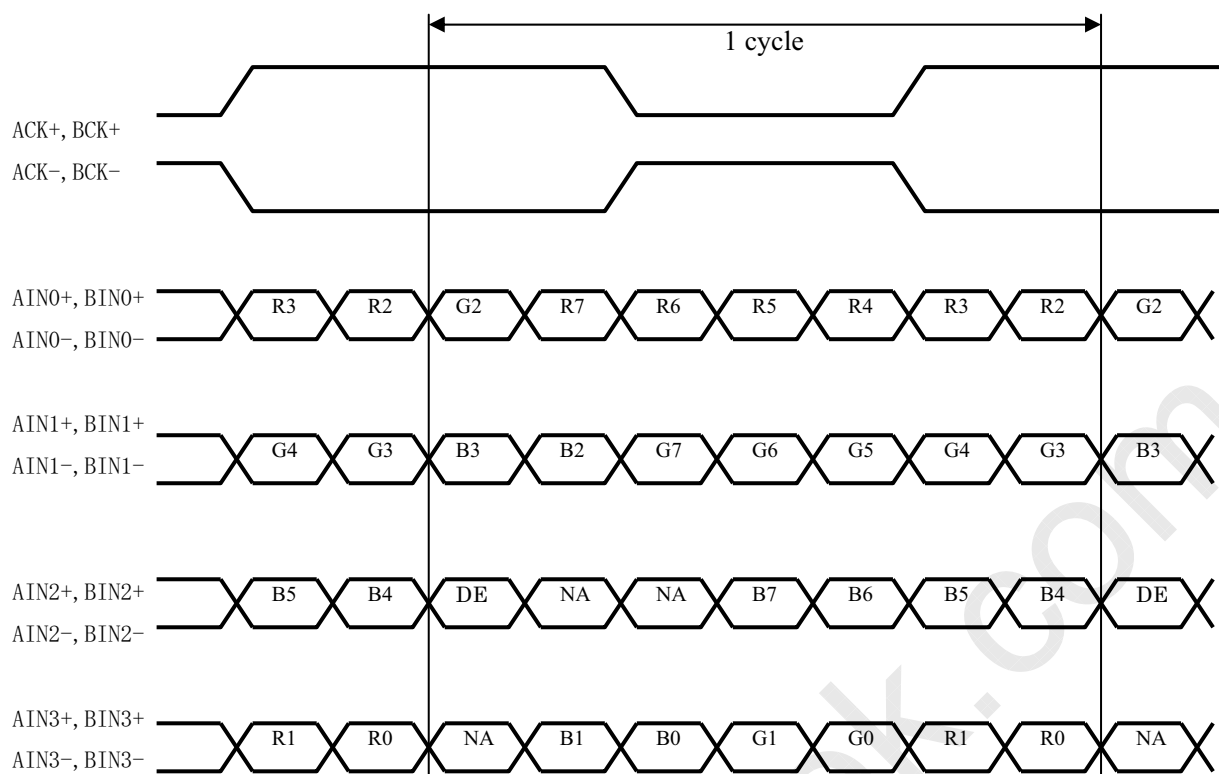 1 cycle
ACK+, BCK+
ACK-, BCK-
AIN0+, BIN0+
R3 R2 G2 R7 R6 R5 R4 R3 R2 G2
AIN0-, BIN0-
AIN1+, BIN1+
G4 G3 B3 B2 G7 G6 G5 G4 G3 B3
AIN1-, BIN1-
AIN2+, BIN2+
B5 B4 DE NA NA B7 B6 B5 B4 DE
AIN2-, BIN2-
AIN3+, BIN3+
R1 R0 NA B1 B0 G1 G0 R1 R0 NA
AIN3-, BIN3-